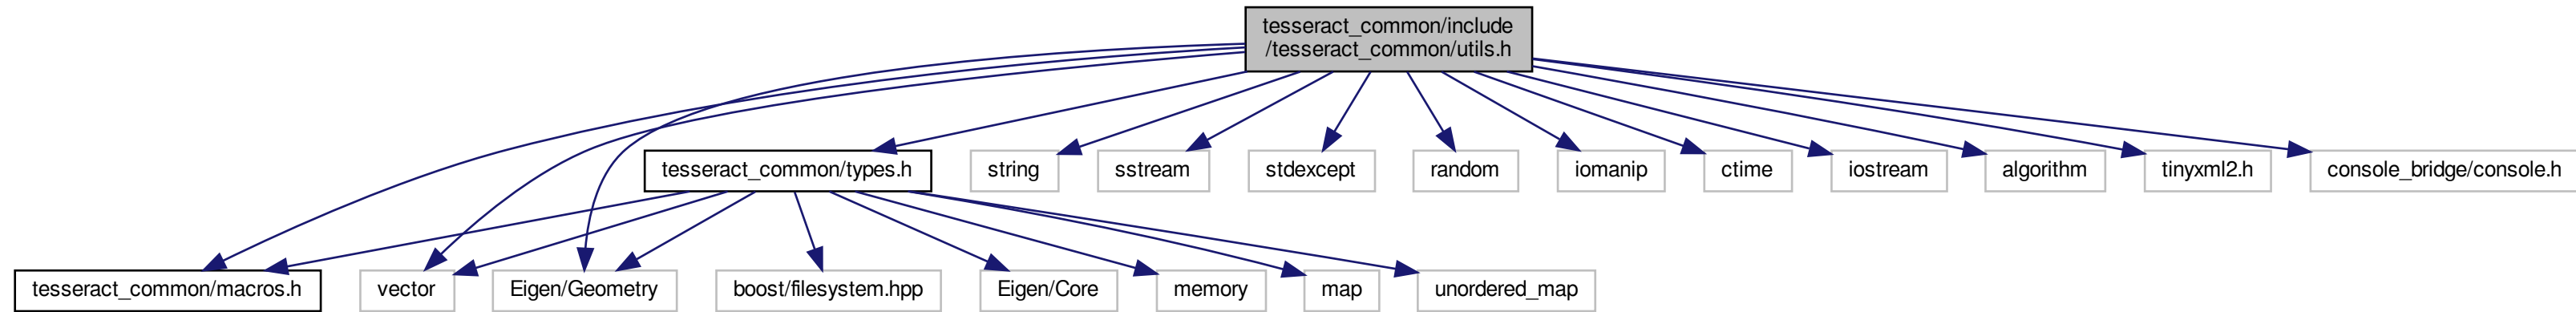 tesseract_common/include
/tesseract_common/utils.h
tesseract_common/types.h
string
sstream
stdexcept
random
iomanip
ctime
iostream
algorithm
tinyxml2.h
console_bridge/console.h
tesseract_common/macros.h
vector
Eigen/Geometry
boost/filesystem.hpp
Eigen/Core
memory
map
unordered_map